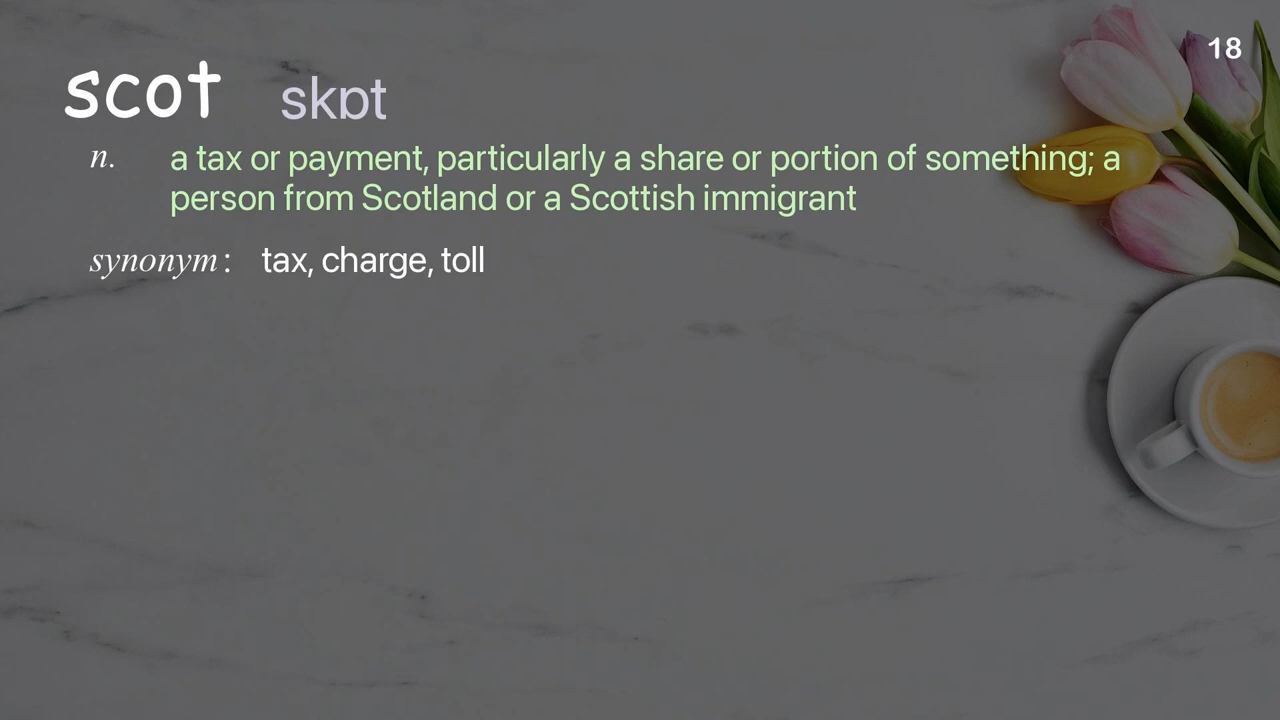 18
scot skɒt
n. a tax or payment, particularly a share or portion of something; a
person from Scotland or a Scottish immigrant
synonym : tax, charge, toll